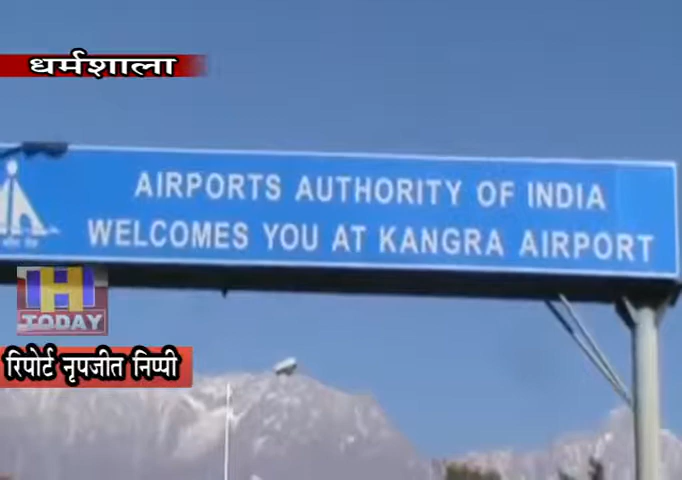 धर्मशाला
AIRPORTS AUTHORITY OF INDIA
WELCOMES YOU AT KANGRA AIRPORT
H
TODAY
रिपोर्ट नृपजीत निप्पी